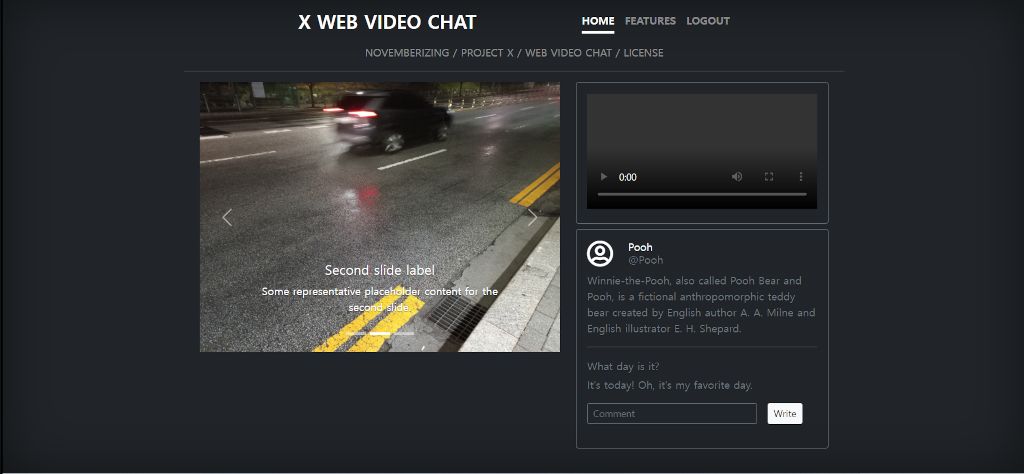 X WEB VIDEO CHAT
HOME FEATURES LOGOUT
NOVEMBERIZING / PROJECT X / WEB VIDEO CHAT / LICENSE
Second slide label
Some representative placeholder content for the
second slide.
0:00
Pooh
@Pooh
Winnie-the-Pooh, also called Pooh Bear and
Pooh, is a fictional anthropomorphic teddy
bear created by English author A. A. Milne and
English illustrator E. H. Shepard.
What day is it?
It's today! Oh, it's my favorite day.
Comment
Write